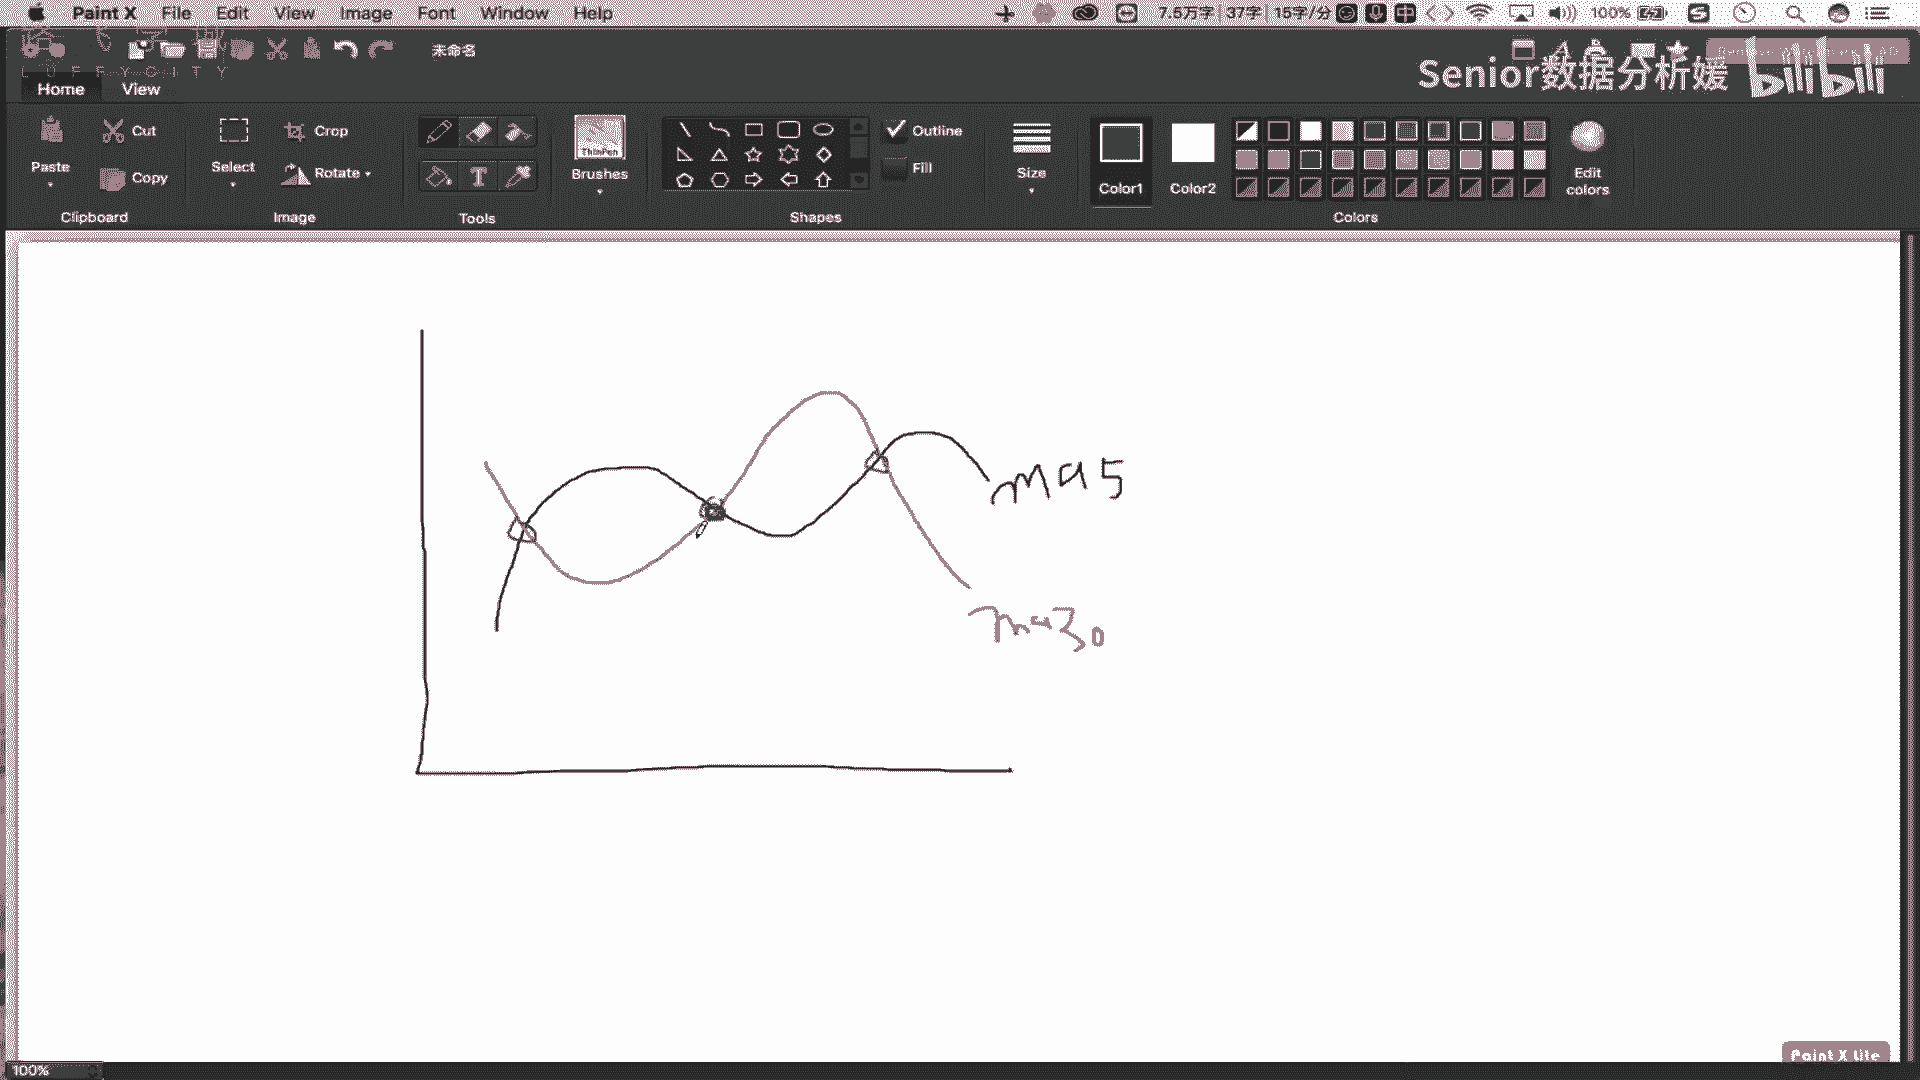 Paint X File Edit View Image Font Window Help 7.5万字 37字 15字/分 中 100%
未命名
LUFFYCITY
Senior数据分析媛 bilibili
Home View
Paste Cut Copy Select Crop Rotate Brushes Outline Fill Size Color1 Color2 Edit colors
Clipboard Image Tools Shapes Colors
ma5
ma30
100%
Paint X Lite